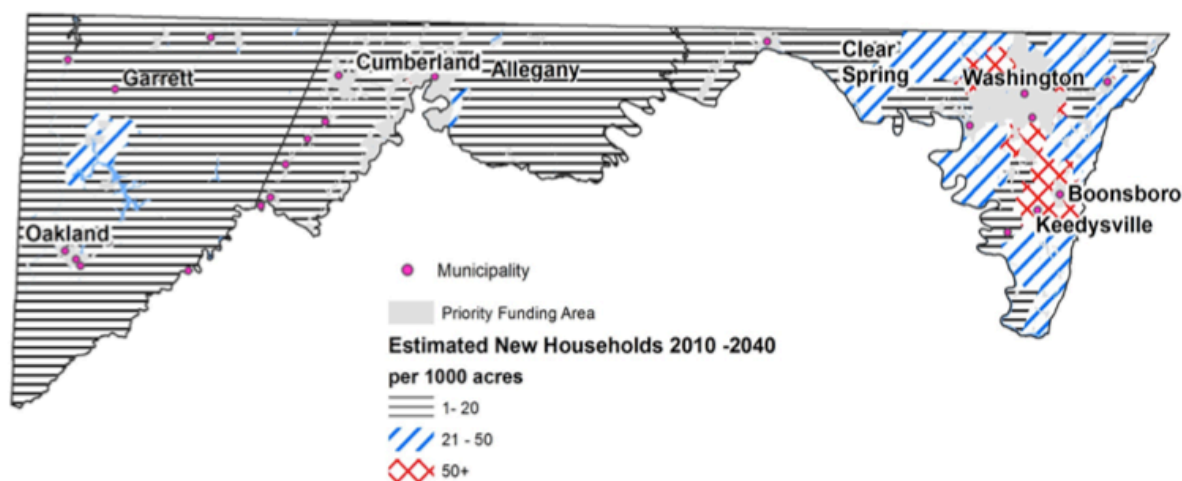 Garrett
Cumberland
Allegany
Clear
Spring
Washington
Oakland
Boonsboro
Keedysville
Municipality
Priority Funding Area
Estimated New Households 2010 -2040
per 1000 acres
1- 20
21 - 50
50+